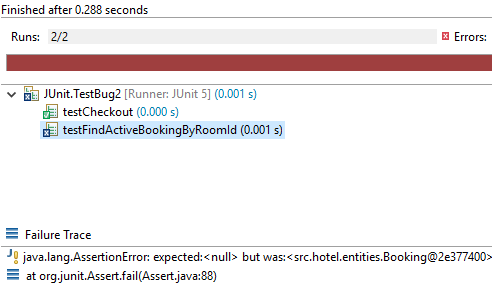 Finished after 0.288 seconds
Runs: 2/2 Errors:
JUnit.TestBug2 [Runner: JUnit 5] (0.001 s)
testCheckout (0.000 s)
testFindActiveBookingByRoomId (0.001 s)
Failure Trace
java.lang.AssertionError: expected:<null> but was:<src.hotel.entities.Booking@2e377400>
at org.junit.Assert.fail(Assert.java:88)